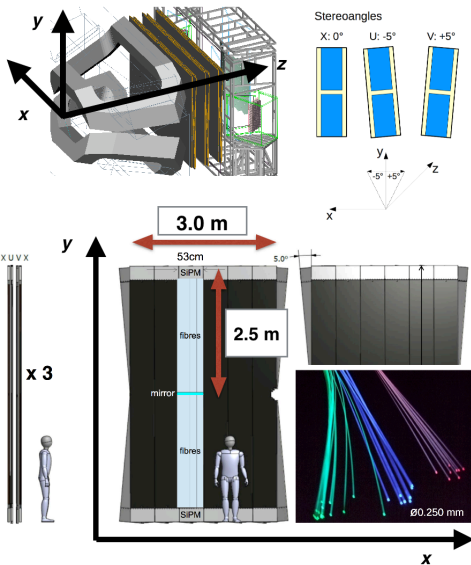 y
z
x
Stereoangles
X: 0° U: -5° V: +5°
y
-5° +5°
z
x
3.0 m
y
53cm
5.0°
X U V X
SiPM
2.5 m
fibres
x 3
mirror
fibres
SiPM
Ø0.250 mm
x